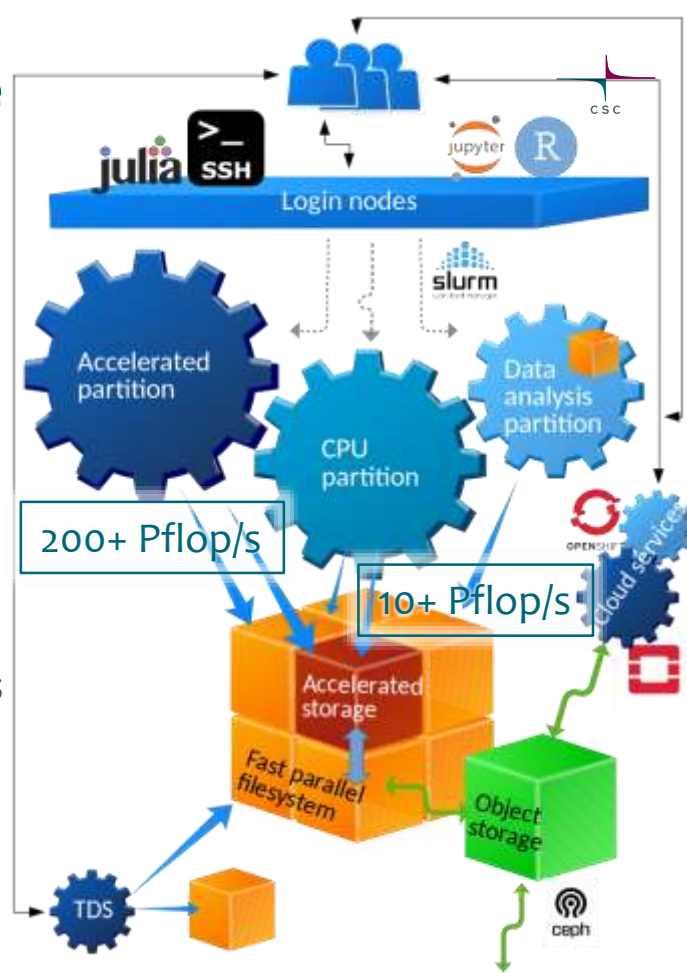 e
CSC
julia
>_
SSH
jupyter
R
Login nodes
slurm
Accelerated
partition
Data
analysis
partition
CPU
partition
200+ Pflop/s
OPENSHIFT
Cloud services
10+ Pflop/s
s
Accelerated
storage
Fast parallel
filesystem
Object
storage
TDS
ceph